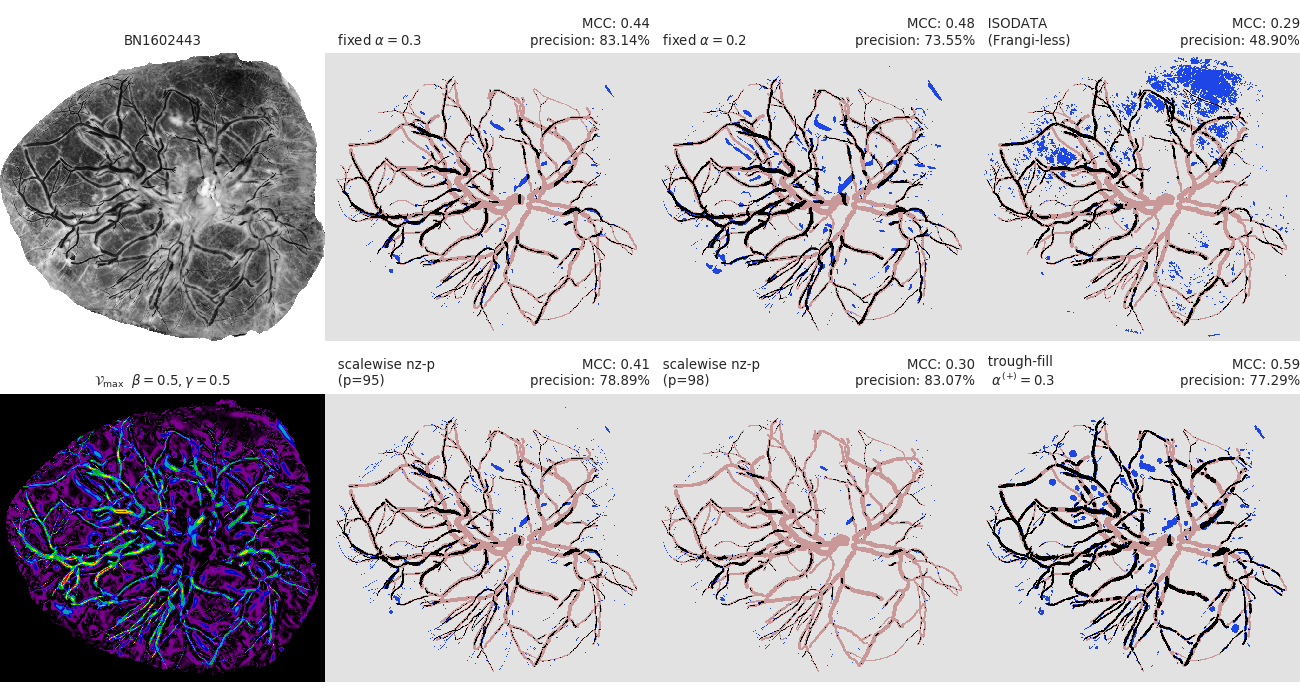 BN1602443
fixed α = 0.3
MCC: 0.44
precision: 83.14%
fixed α = 0.2
MCC: 0.48
precision: 73.55%
ISODATA
(Frangi-less)
MCC: 0.29
precision: 48.90%
𝒱max β = 0.5, γ = 0.5
scalewise nz-p
(p=95)
MCC: 0.41
precision: 78.89%
scalewise nz-p
(p=98)
MCC: 0.30
precision: 83.07%
trough-fill
α(+) = 0.3
MCC: 0.59
precision: 77.29%